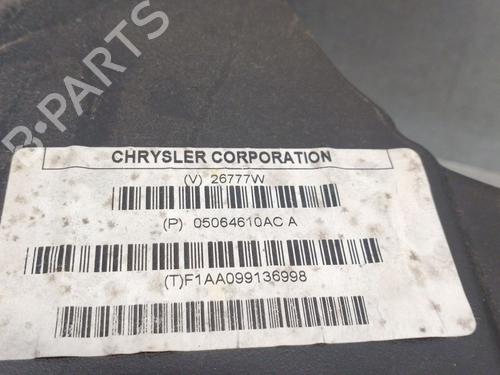 B-PARTS
CHRYSLER CORPORATION
(V) 26777W
(P) 05064610AC A
(T)F1AA099136998